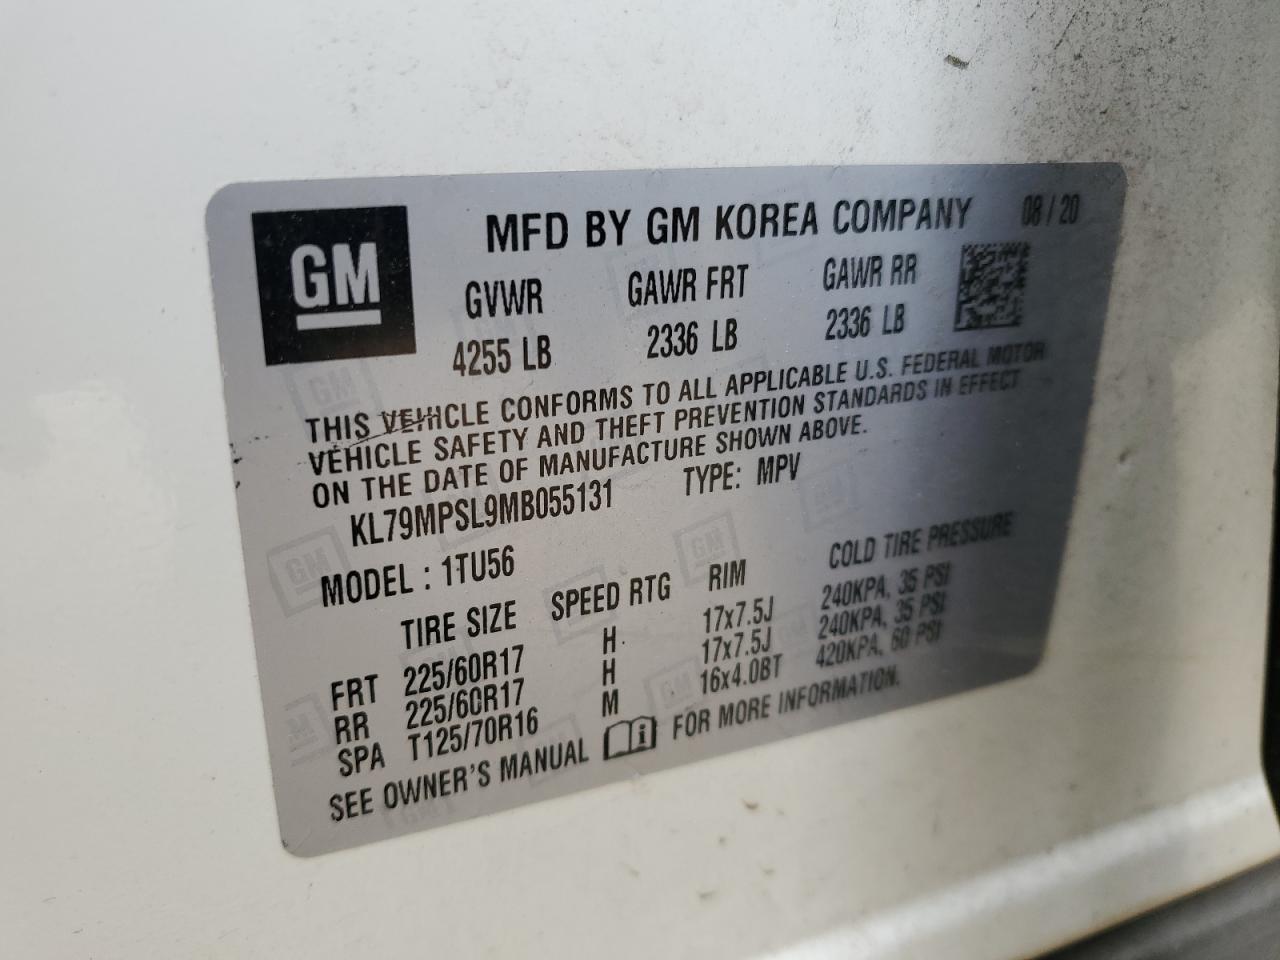 GM
MFD BY GM KOREA COMPANY 08/20
GVWR GAWR FRT GAWR RR
4255 LB 2336 LB 2336 LB
THIS VEHICLE CONFORMS TO ALL APPLICABLE U.S. FEDERAL MOTOR
VEHICLE SAFETY AND THEFT PREVENTION STANDARDS IN EFFECT
ON THE DATE OF MANUFACTURE SHOWN ABOVE.
KL79MPSL9MB055131 TYPE: MPV
MODEL : 1TU56
TIRE SIZE SPEED RTG RIM COLD TIRE PRESSURE
FRT 225/60R17 H 17x7.5J 240KPA, 35 PSI
RR 225/60R17 H 17x7.5J 240KPA, 35 PSI
SPA T125/70R16 M 16x4.0BT 420KPA, 60 PSI
SEE OWNER'S MANUAL FOR MORE INFORMATION.